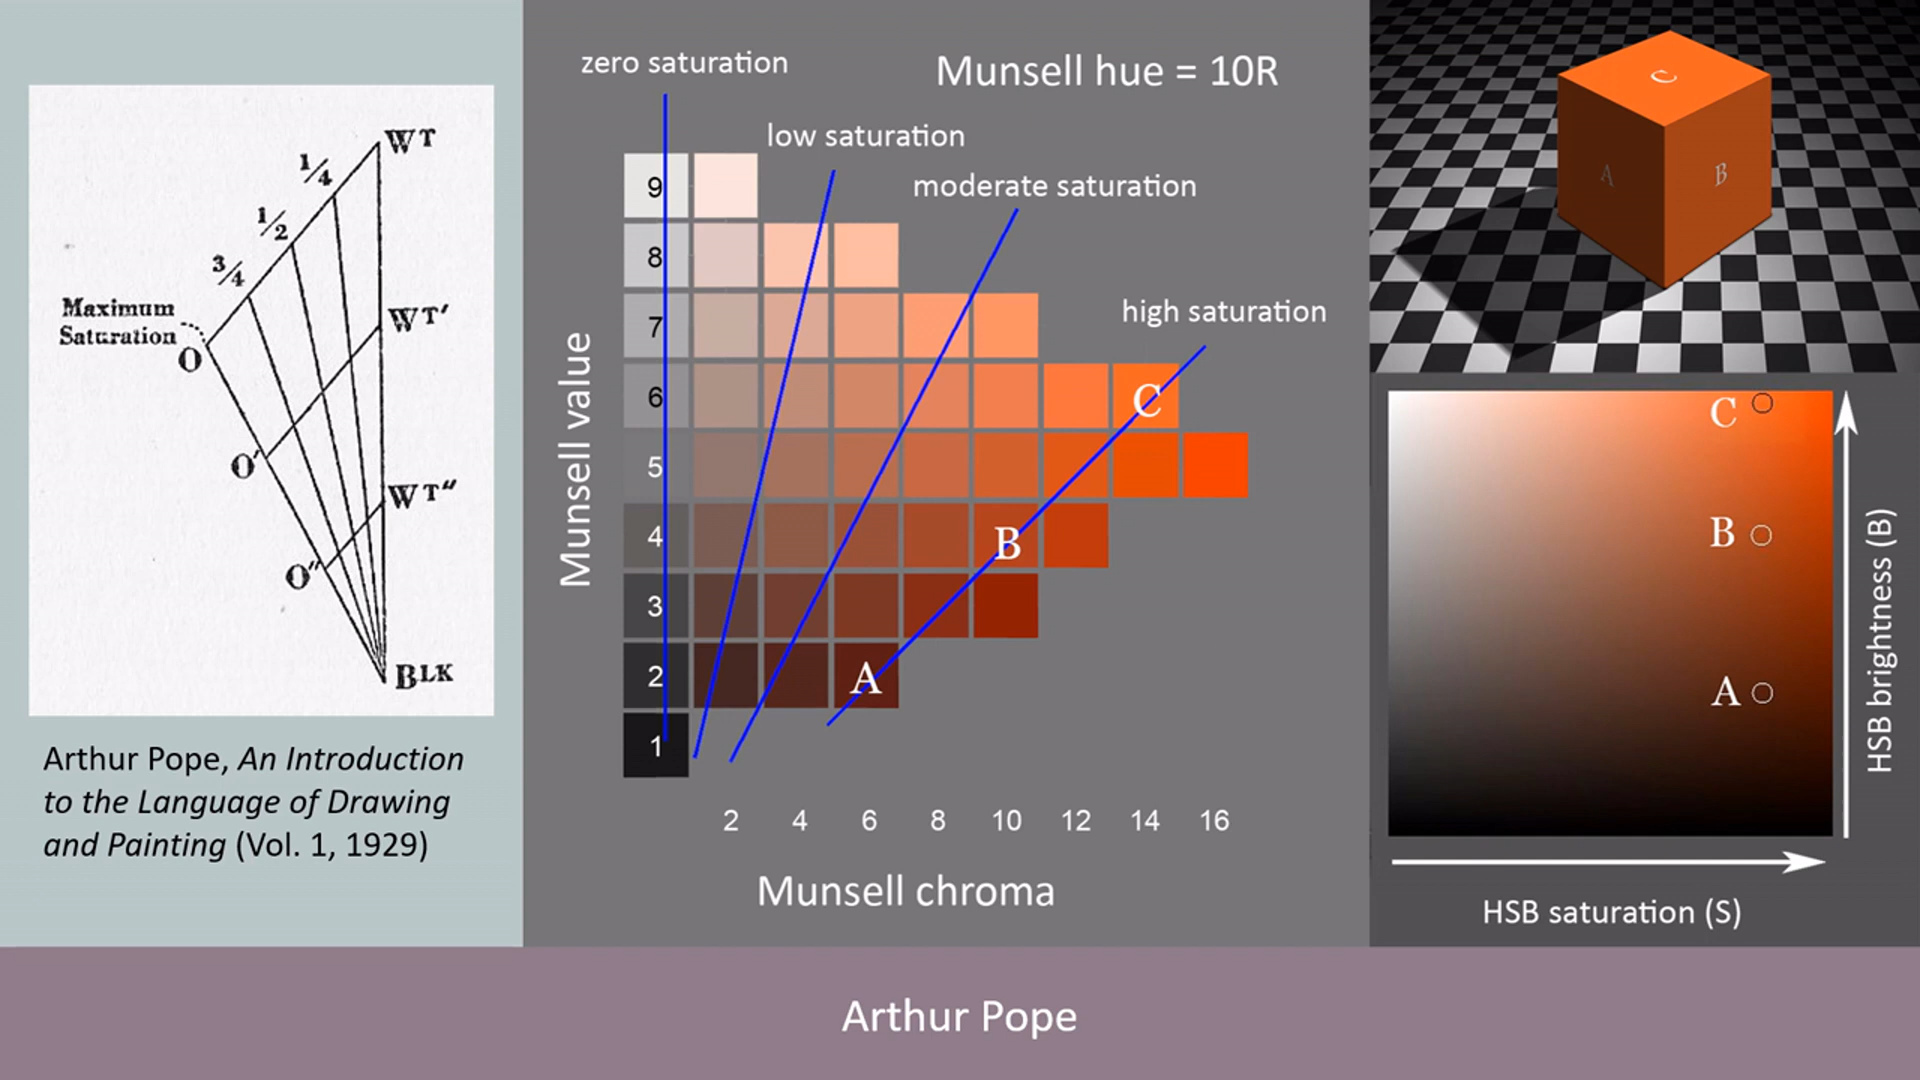 WT
1/4
1/2
3/4
Maximum
Saturation
O
WT'
O'
WT"
O"
BLK
Arthur Pope, An Introduction
to the Language of Drawing
and Painting (Vol. 1, 1929)
zero saturation
Munsell hue = 10R
low saturation
moderate saturation
high saturation
Munsell value
9
8
7
6
5
4
3
2
1
C
B
A
2 4 6 8 10 12 14 16
Munsell chroma
C
A B
C
B
A
HSB brightness (B)
HSB saturation (S)
Arthur Pope